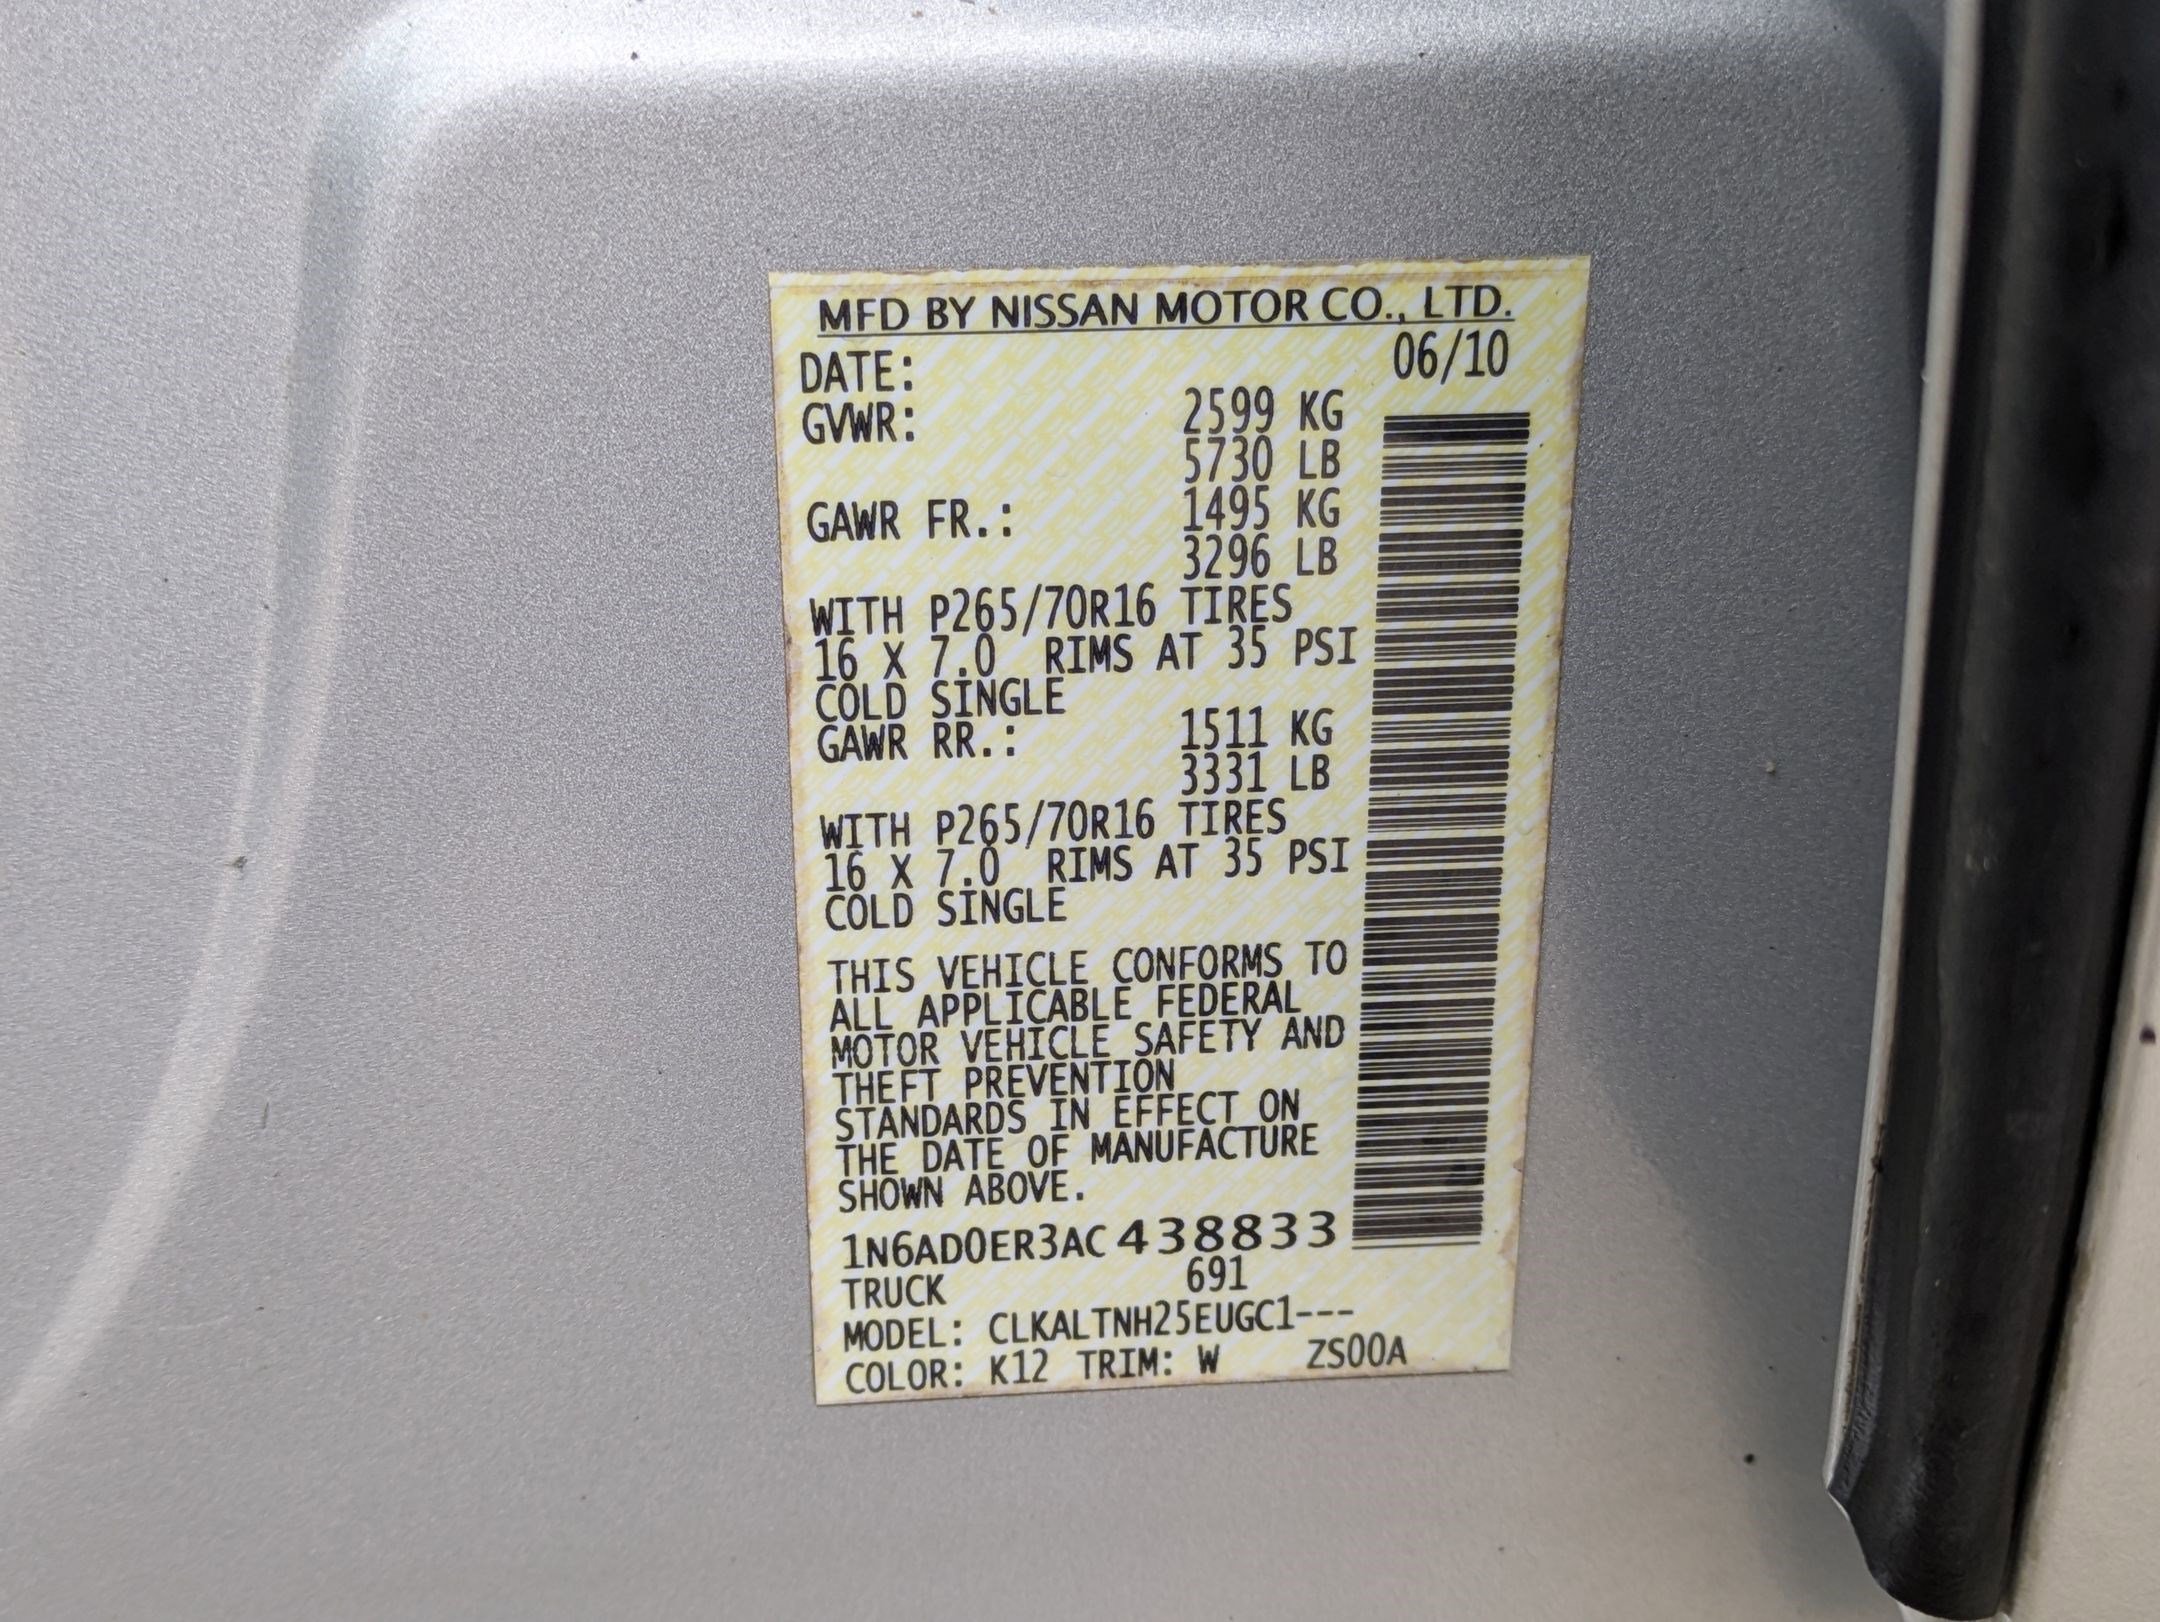 MFD BY NISSAN MOTOR CO., LTD.
DATE: 06/10
GVWR: 2599 KG
5730 LB
GAWR FR.: 1495 KG
3296 LB
WITH P265/70R16 TIRES
16 X 7.0 RIMS AT 35 PSI
COLD SINGLE
GAWR RR.: 1511 KG
3331 LB
WITH P265/70R16 TIRES
16 X 7.0 RIMS AT 35 PSI
COLD SINGLE
THIS VEHICLE CONFORMS TO
ALL APPLICABLE FEDERAL
MOTOR VEHICLE SAFETY AND
THEFT PREVENTION
STANDARDS IN EFFECT ON
THE DATE OF MANUFACTURE
SHOWN ABOVE.
1N6AD0ER3AC 438833
TRUCK 691
MODEL: CLKALTNH25EUGC1---
COLOR: K12 TRIM: W ZS00A